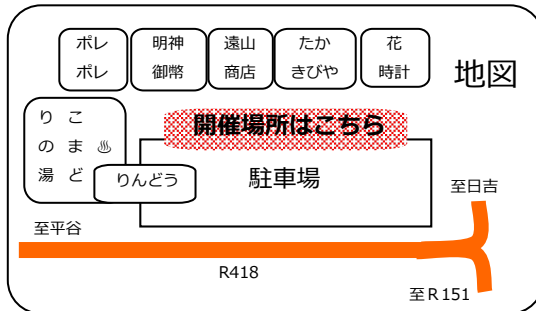 ポレ
ポレ
明神
御幣
遠山
商店
たか
きびや
花
時計
地図
こまど♨
りの湯
開催場所はこちら
りんどう
駐車場
至日吉
至平谷
R418
至R151